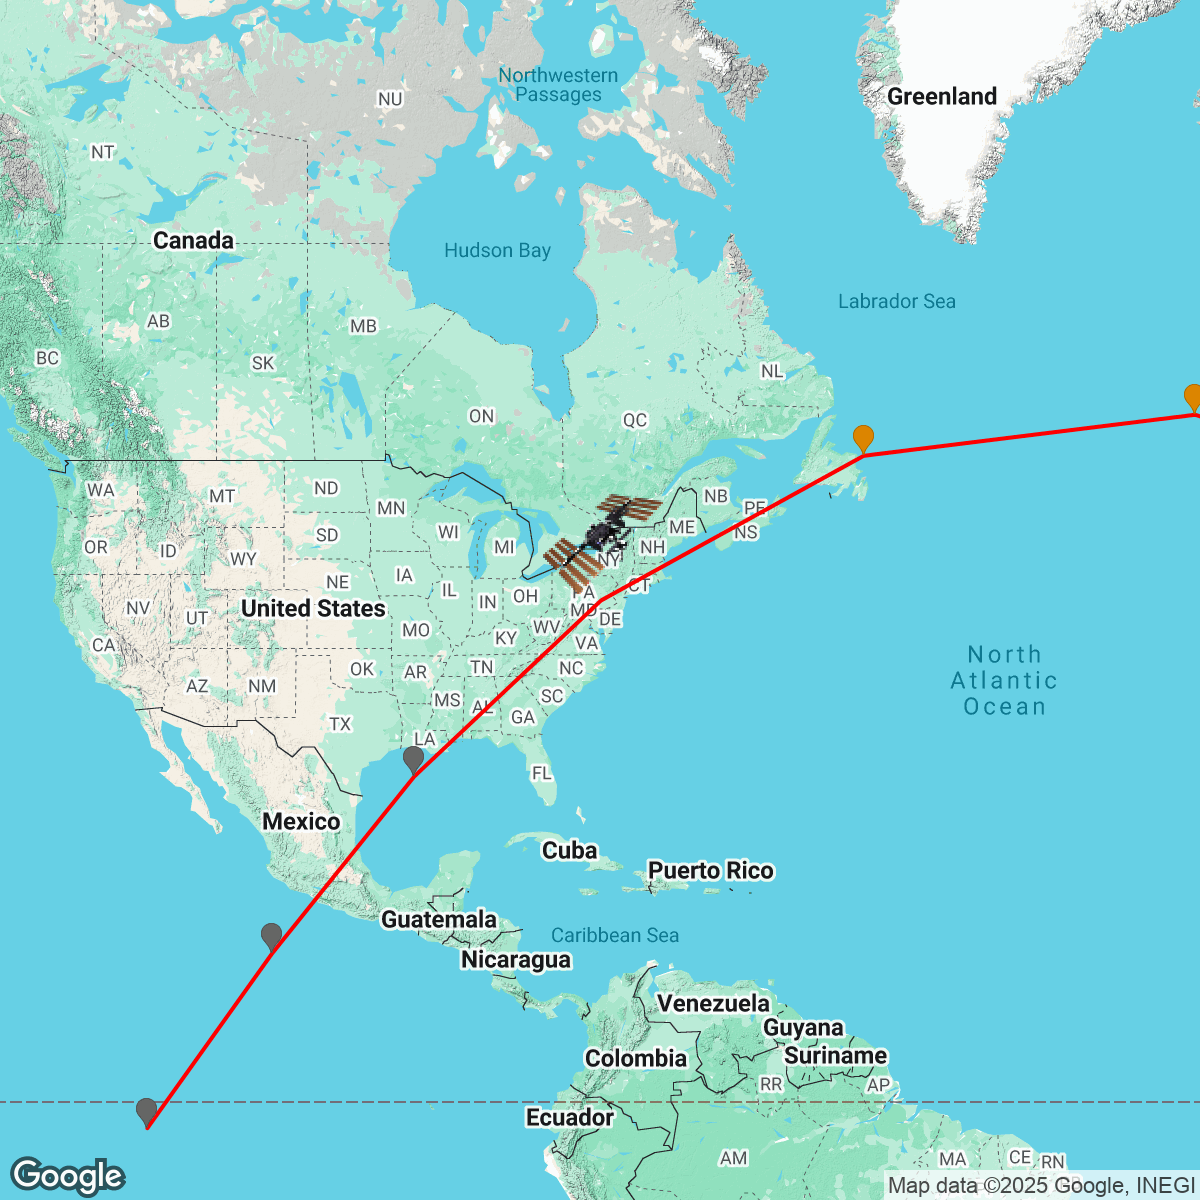 Northwestern
Passages
Greenland
NU
NT
Canada
Hudson Bay
Labrador Sea
AB
MB
BC
SK
NL
ON
QC
WA
MT
ND
MN
NB
PE
OR
ID
SD
WI
MI
ME
NS
WY
NH
NY
NE
IA
IL
IN
OH
PA
CT
NV
UT
United States
MD
DE
MO
KY
WV
VA
CA
OK
AR
TN
NC
AZ
NM
MS
AL
SC
GA
TX
LA
FL
North
Atlantic
Ocean
Mexico
Cuba
Puerto Rico
Guatemala
Caribbean Sea
Nicaragua
Venezuela
Guyana
Colombia
Suriname
RR
AP
Ecuador
AM
MA
CE
RN
Google
Map data ©2025 Google, INEGI